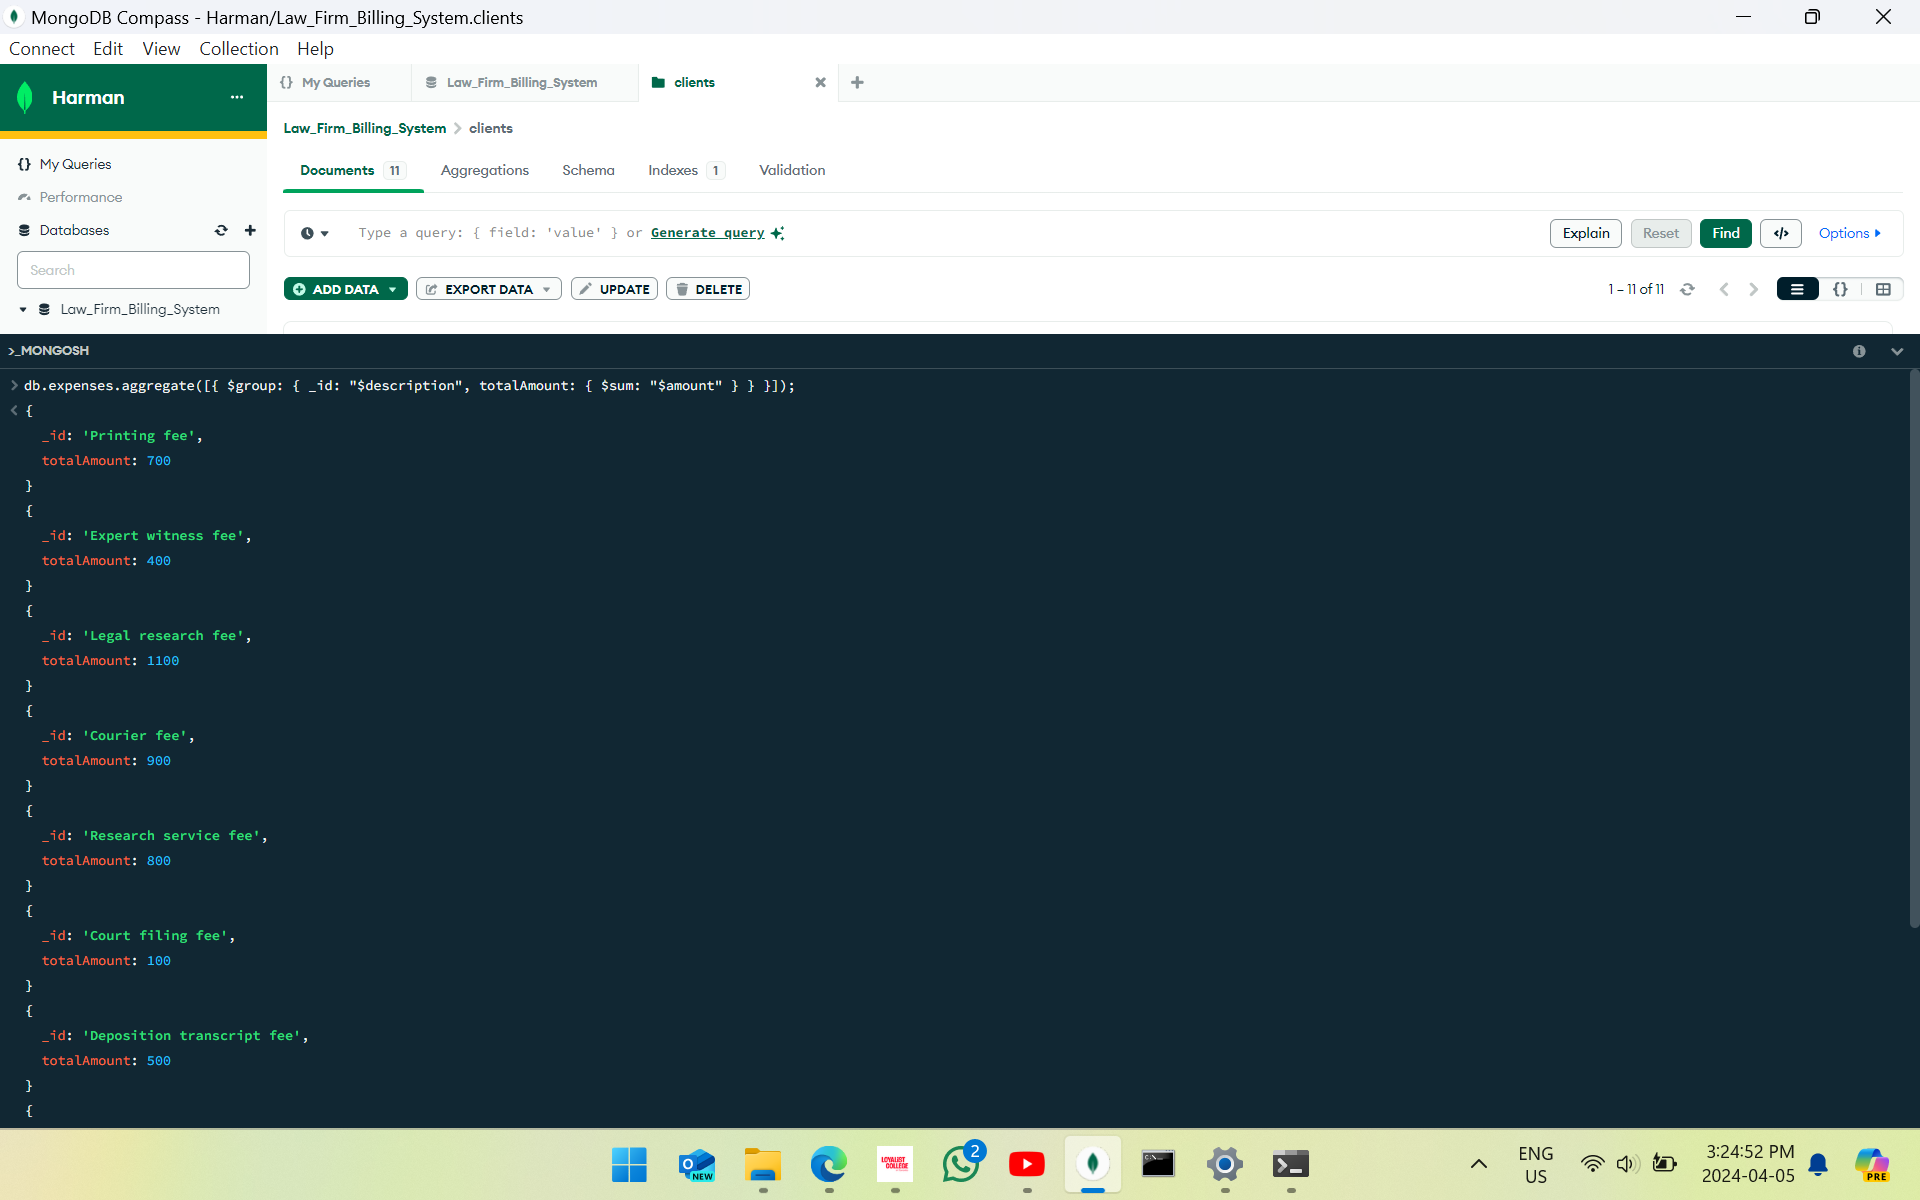 MongoDB Compass - Harman/Law_Firm_Billing_System.clients
Connect Edit View Collection Help
Harman
{} My Queries
Law_Firm_Billing_System
clients
Law_Firm_Billing_System > clients
My Queries
Performance
Databases
Search
Law_Firm_Billing_System
Documents 11 Aggregations Schema Indexes 1 Validation
Type a query: { field: 'value' } or Generate query
Explain Reset Find </> Options
ADD DATA EXPORT DATA UPDATE DELETE
1 – 11 of 11
{}
>_MONGOSH
> db.expenses.aggregate([{ $group: { _id: "$description", totalAmount: { $sum: "$amount" } } }]);
< {
_id: 'Printing fee',
totalAmount: 700
}
{
_id: 'Expert witness fee',
totalAmount: 400
}
{
_id: 'Legal research fee',
totalAmount: 1100
}
{
_id: 'Courier fee',
totalAmount: 900
}
{
_id: 'Research service fee',
totalAmount: 800
}
{
_id: 'Court filing fee',
totalAmount: 100
}
{
_id: 'Deposition transcript fee',
totalAmount: 500
}
{
NEW
LOYALIST
COLLEGE
2
ENG
US
3:24:52 PM
2024-04-05
PRE